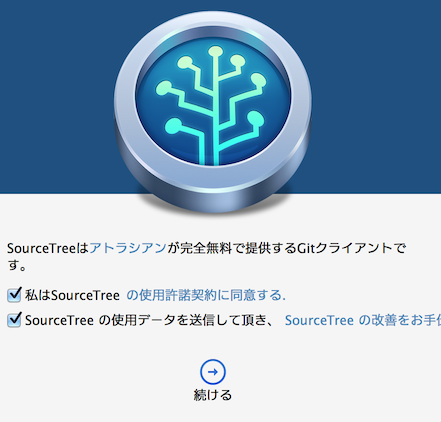 SourceTreeはアトラシアンが完全無料で提供するGitクライアントで
す。
私はSourceTree の使用許諾契約に同意する.
SourceTree の使用データを送信して頂き、 SourceTree の改善をお手
続ける